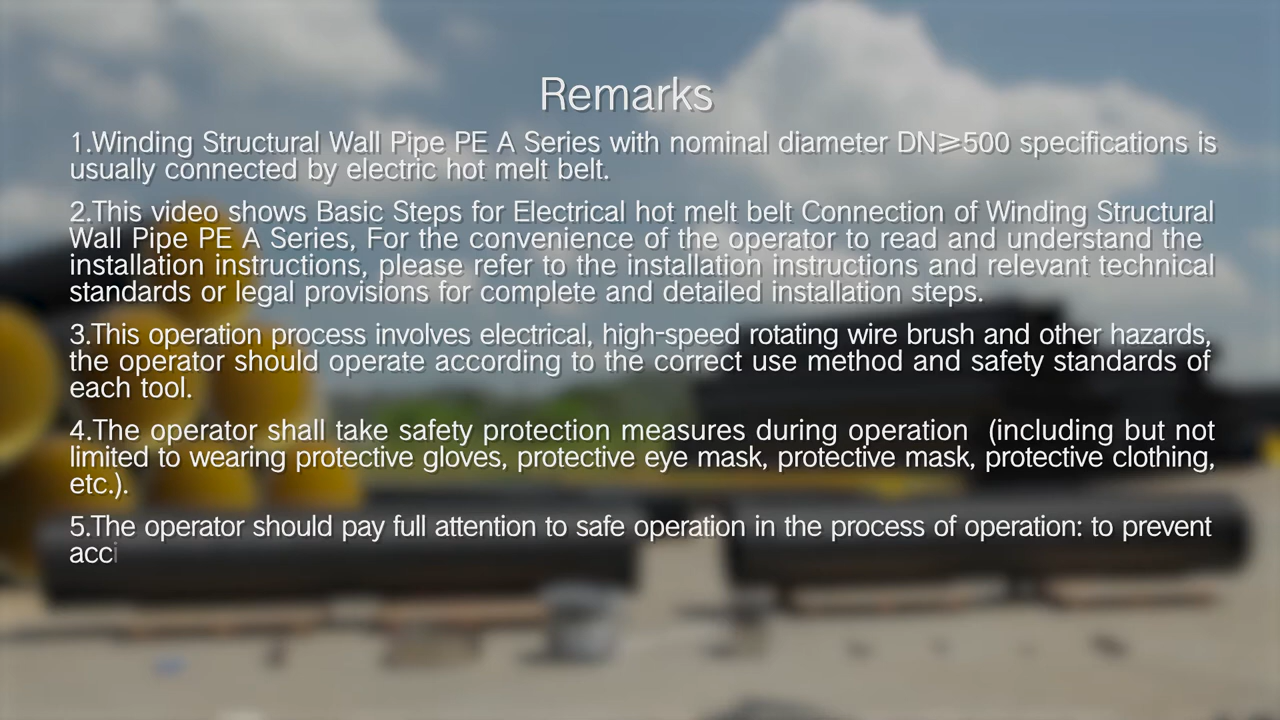 Remarks
1.Winding Structural Wall Pipe PE A Series with nominal diameter DN⩾500 specifications is
usually connected by electric hot melt belt.
2.This video shows Basic Steps for Electrical hot melt belt Connection of Winding Structural
Wall Pipe PE A Series, For the convenience of the operator to read and understand the
installation instructions, please refer to the installation instructions and relevant technical
standards or legal provisions for complete and detailed installation steps.
3.This operation process involves electrical, high-speed rotating wire brush and other hazards,
the operator should operate according to the correct use method and safety standards of
each tool.
4.The operator shall take safety protection measures during operation (including but not
limited to wearing protective gloves, protective eye mask, protective mask, protective clothing,
etc.).
5.The operator should pay full attention to safe operation in the process of operation: to prevent
acci